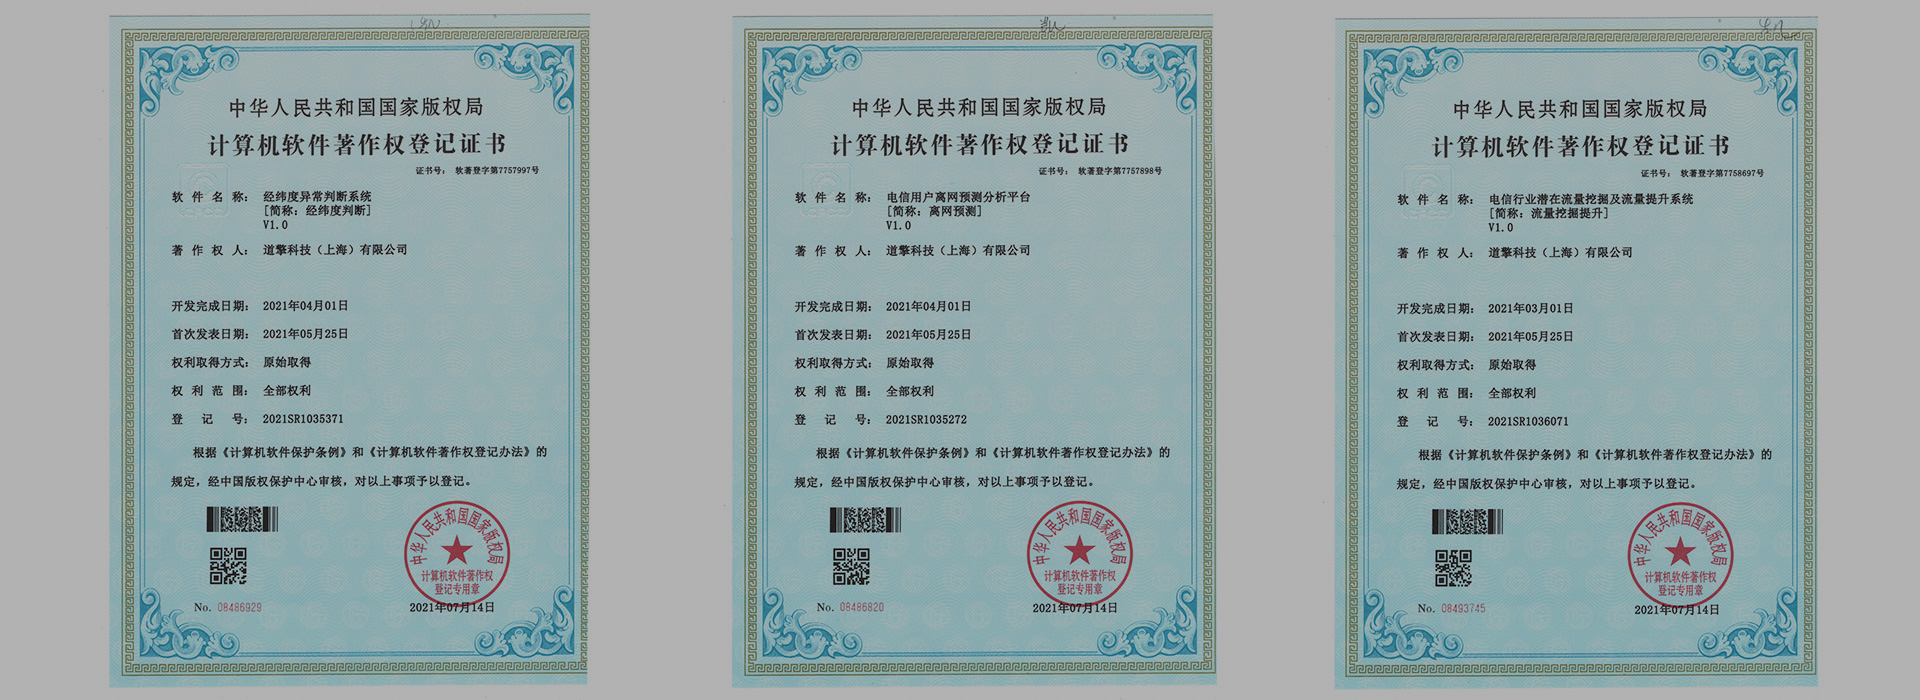 中华人民共和国国家版权局
计算机软件著作权登记证书
证书号： 软著登字第7757997号
软件名称： 经纬度异常判断系统
[简称：经纬度判断]
V1.0
著作权人： 道擎科技（上海）有限公司
开发完成日期： 2021年04月01日
首次发表日期： 2021年05月25日
权利取得方式： 原始取得
权利范围： 全部权利
登记号： 2021SR1035371
根据《计算机软件保护条例》和《计算机软件著作权登记办法》的
规定，经中国版权保护中心审核，对以上事项予以登记。
中华人民共和国国家版权局
计算机软件著作权
登记专用章
No. 08486929
2021年07月14日
中华人民共和国国家版权局
计算机软件著作权登记证书
证书号： 软著登字第7757898号
软件名称： 电信用户离网预测分析平台
[简称：离网预测]
V1.0
著作权人： 道擎科技（上海）有限公司
开发完成日期： 2021年04月01日
首次发表日期： 2021年05月25日
权利取得方式： 原始取得
权利范围： 全部权利
登记号： 2021SR1035272
根据《计算机软件保护条例》和《计算机软件著作权登记办法》的
规定，经中国版权保护中心审核，对以上事项予以登记。
中华人民共和国国家版权局
计算机软件著作权
登记专用章
No. 08486820
2021年07月14日
中华人民共和国国家版权局
计算机软件著作权登记证书
证书号： 软著登字第7758697号
软件名称： 电信行业潜在流量挖掘及流量提升系统
[简称：流量挖掘提升]
V1.0
著作权人： 道擎科技（上海）有限公司
开发完成日期： 2021年03月01日
首次发表日期： 2021年05月25日
权利取得方式： 原始取得
权利范围： 全部权利
登记号： 2021SR1036071
根据《计算机软件保护条例》和《计算机软件著作权登记办法》的
规定，经中国版权保护中心审核，对以上事项予以登记。
中华人民共和国国家版权局
计算机软件著作权
登记专用章
No. 08493745
2021年07月14日